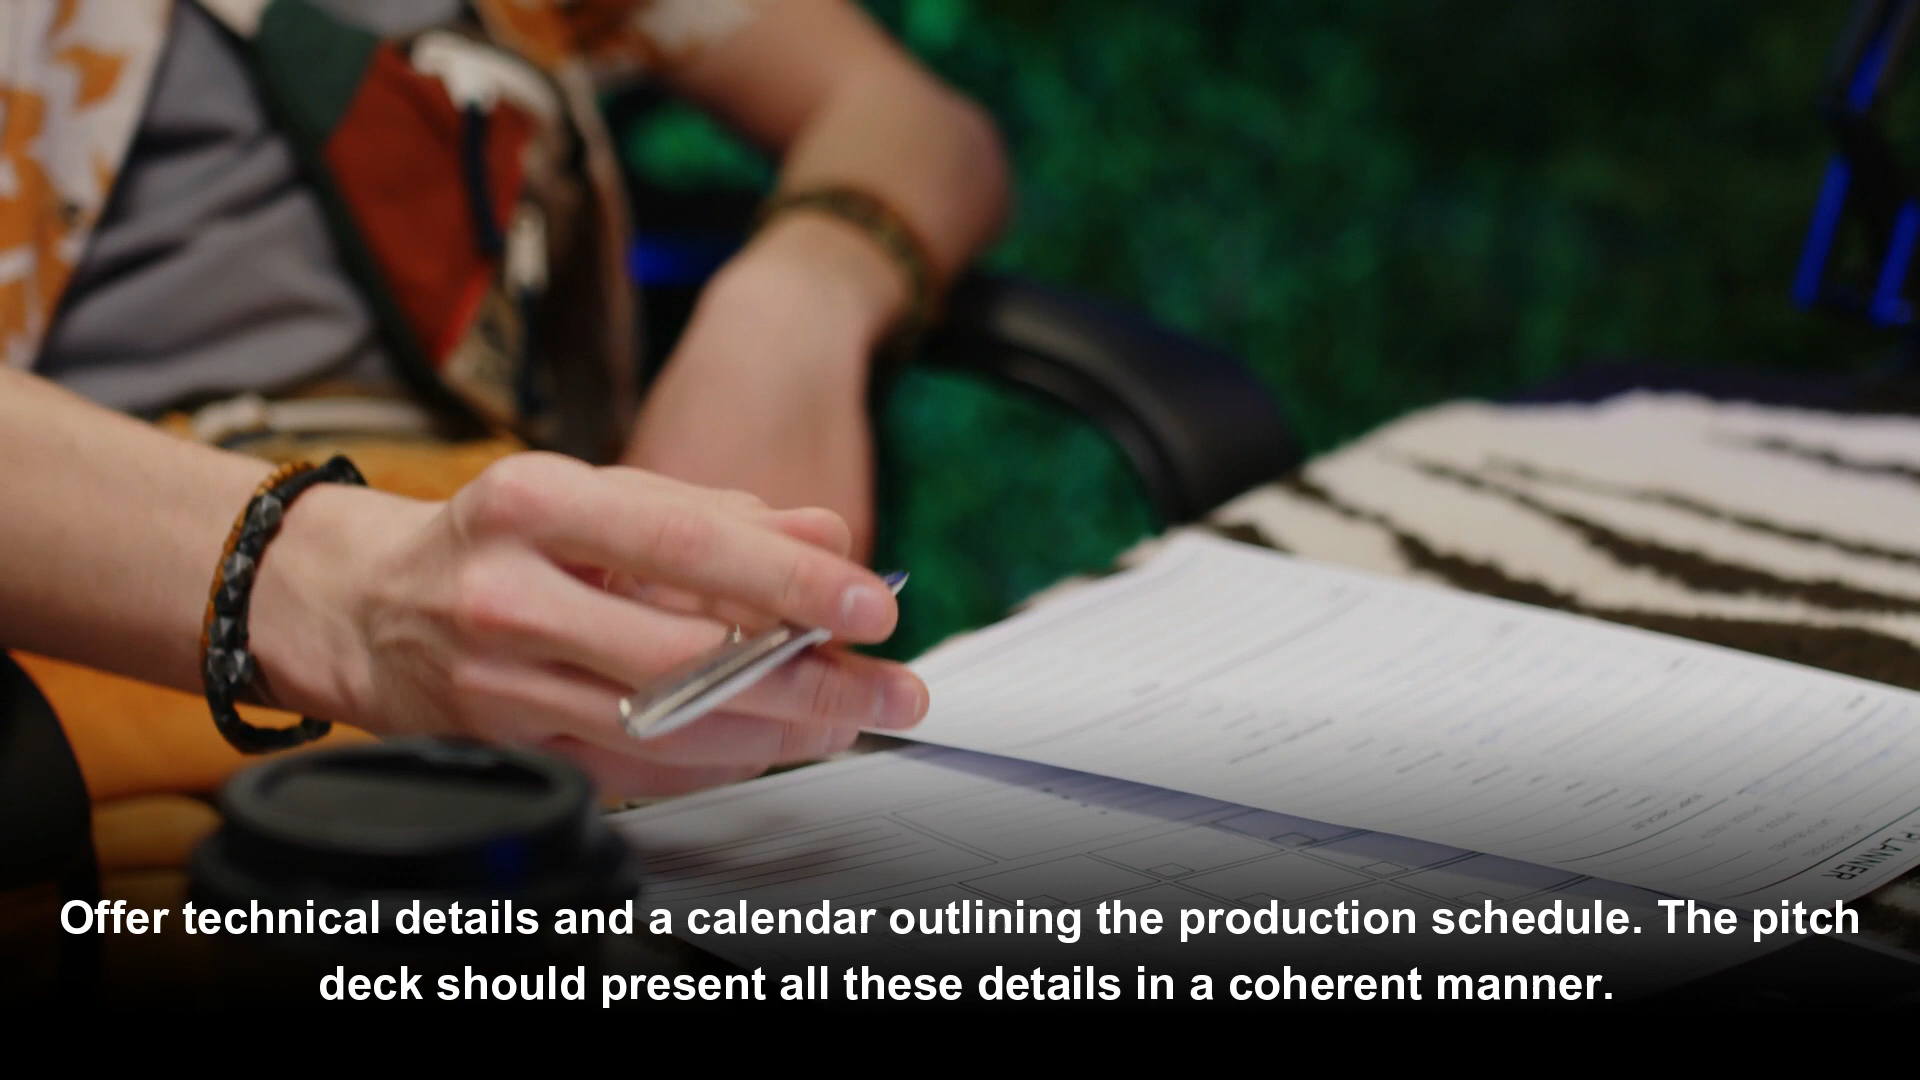 PLANNER
Offer technical details and a calendar outlining the production schedule. The pitch
deck should present all these details in a coherent manner.